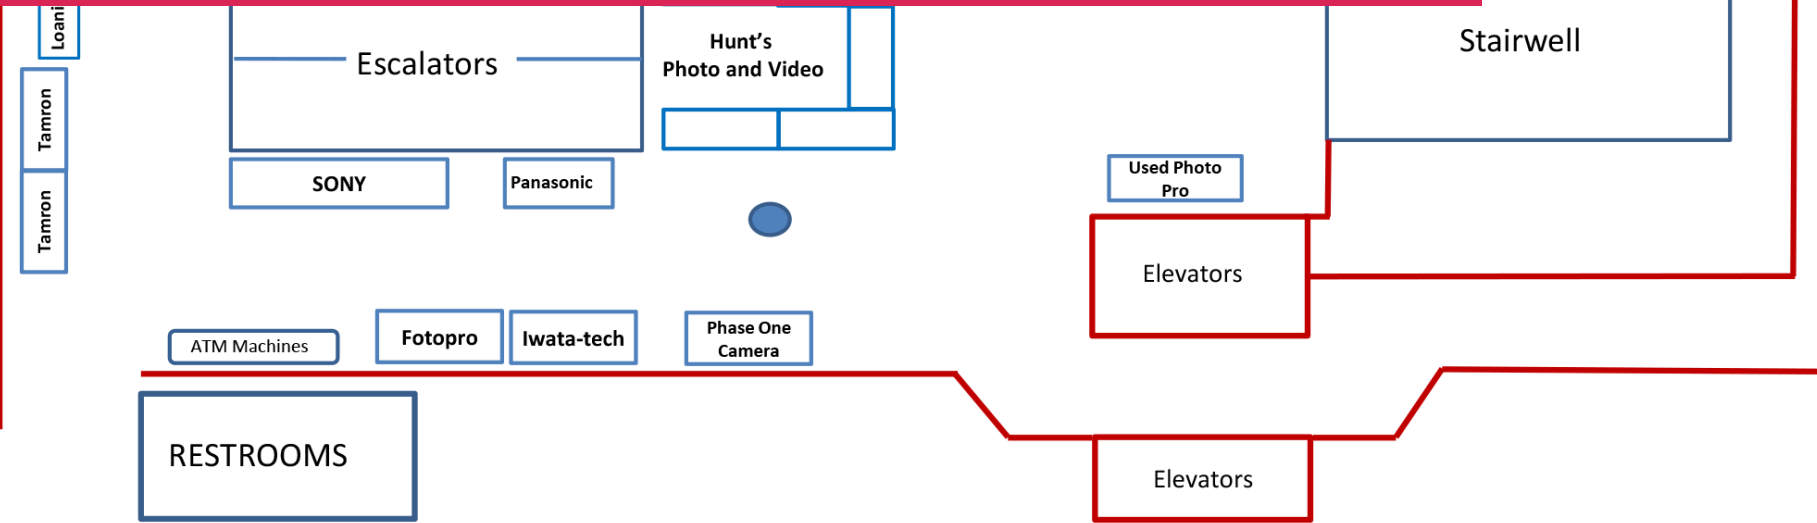 Loani
Tamron
Tamron
Escalators
Hunt's
Photo and Video
Stairwell
SONY
Panasonic
Used Photo
Pro
Elevators
ATM Machines
Fotopro
Iwata-tech
Phase One
Camera
RESTROOMS
Elevators